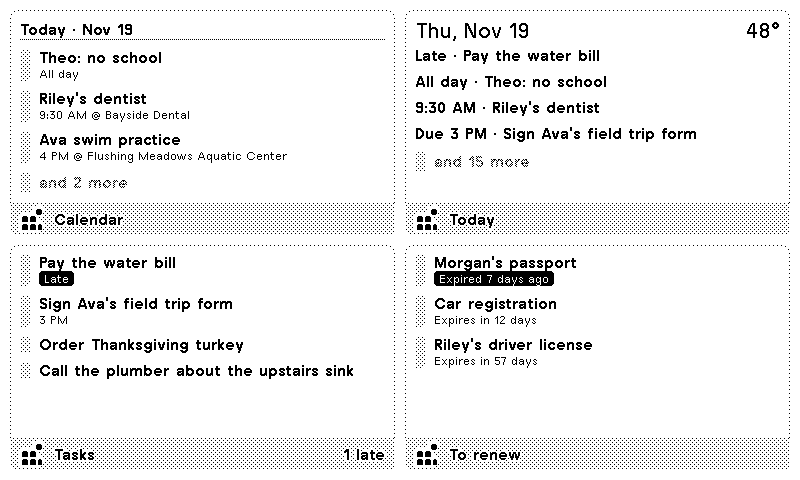 Today · Nov 19
Theo: no school
All day
Riley's dentist
9:30 AM @ Bayside Dental
Ava swim practice
4 PM @ Flushing Meadows Aquatic Center
and 2 more
Calendar
Thu, Nov 19
48°
Late · Pay the water bill
All day · Theo: no school
9:30 AM · Riley's dentist
Due 3 PM · Sign Ava's field trip form
and 15 more
Today
Pay the water bill
Late
Sign Ava's field trip form
3 PM
Order Thanksgiving turkey
Call the plumber about the upstairs sink
Tasks
1 late
Morgan's passport
Expired 7 days ago
Car registration
Expires in 12 days
Riley's driver license
Expires in 57 days
To renew